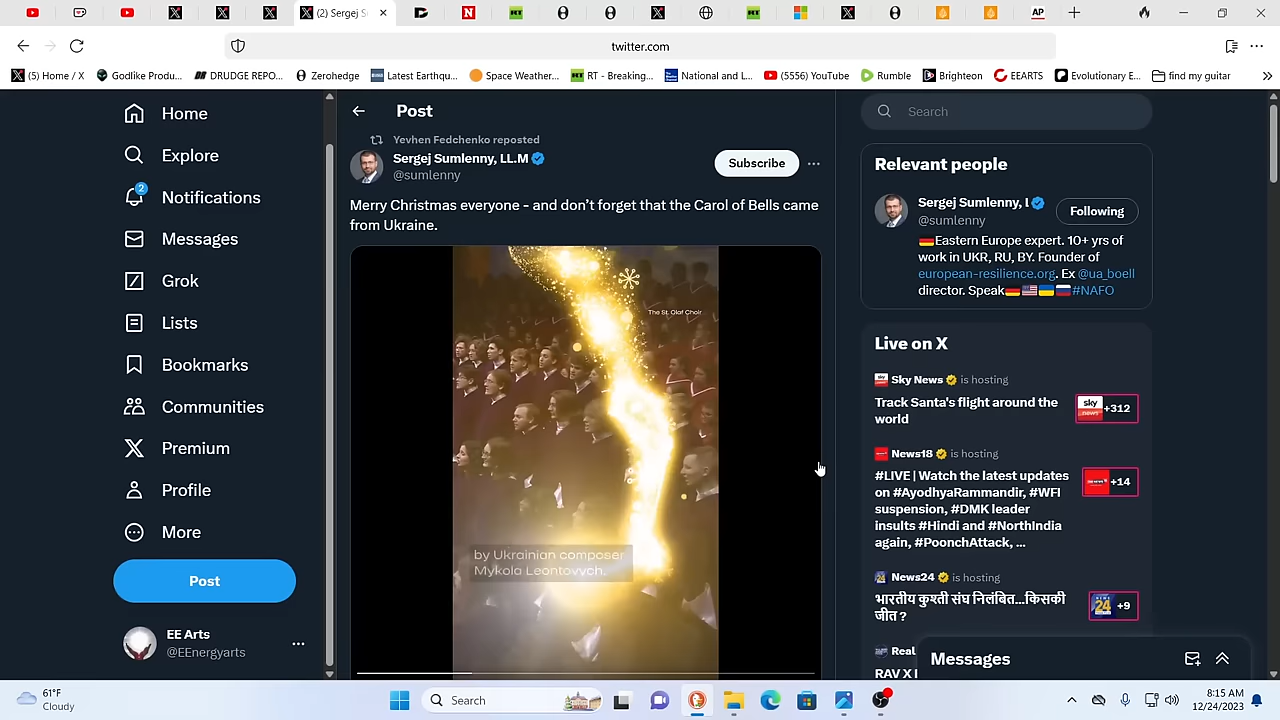 (2) Sergej S
AP
twitter.com
(5) Home / X
Godlike Produ...
DRUDGE REPO...
Zerohedge
Latest Earthqu...
Space Weather...
RT - Breaking...
National and L...
(5556) YouTube
Rumble
Brighteon
EEARTS
Evolutionary E...
find my guitar
Home
Explore
2
Notifications
Messages
Grok
Lists
Bookmarks
Communities
Premium
Profile
More
Post
EE Arts
@EEnergyarts
Post
Yevhen Fedchenko reposted
Sergej Sumlenny, LL.M
@sumlenny
Subscribe
Merry Christmas everyone - and don’t forget that the Carol of Bells came
from Ukraine.
The St. Olaf Choir
by Ukrainian composer
Mykola Leontovych.
Search
Relevant people
Sergej Sumlenny, l
@sumlenny
Following
Eastern Europe expert. 10+ yrs of
work in UKR, RU, BY. Founder of
european-resilience.org. Ex @ua_boell
director. Speak #NAFO
Live on X
Sky News is hosting
Track Santa's flight around the
world
sky news +312
News18 is hosting
#LIVE | Watch the latest updates
on #AyodhyaRammandir, #WFI
suspension, #DMK leader
insults #Hindi and #NorthIndia
again, #PoonchAttack, ...
+14
News24 is hosting
भारतीय कुश्ती संघ निलंबित...किसकी
जीत ?
24 +9
Real
RAV X I
Messages
61°F
Cloudy
Search
8:15 AM
12/24/2023